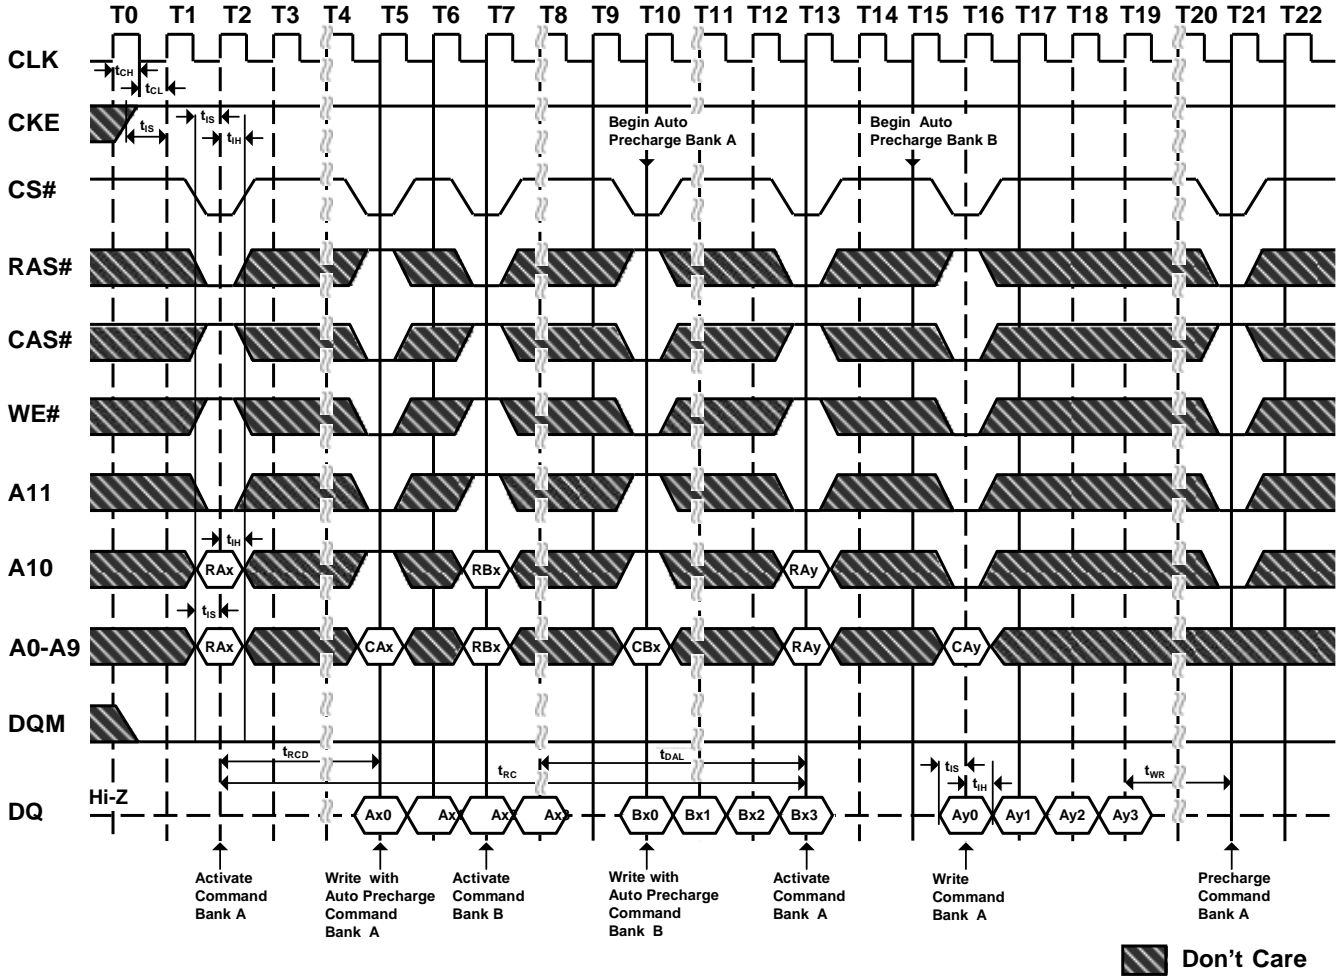 T0 T1 T2 T3 T4 T5 T6 T7 T8 T9 T10 T11 T12 T13 T14 T15 T16 T17 T18 T19 T20 T21 T22
CLK
tCH
tCL
CKE
tIS
tIS
tIH
Begin Auto
Precharge Bank A
Begin Auto
Precharge Bank B
CS#
RAS#
CAS#
WE#
A11
tIH
A10
RAx RBx RAy
tIS
A0-A9
RAx CAx RBx CBx RAy CAy
DQM
tRCD
tRC
tDAL
tIS
tIH
tWR
Hi-Z
DQ
Ax0 Ax1 Ax2 Ax3 Bx0 Bx1 Bx2 Bx3 Ay0 Ay1 Ay2 Ay3
Activate
Command
Bank A
Write with
Auto Precharge
Command
Bank A
Activate
Command
Bank B
Write with
Auto Precharge
Command
Bank B
Activate
Command
Bank A
Write
Command
Bank A
Precharge
Command
Bank A
Don't Care